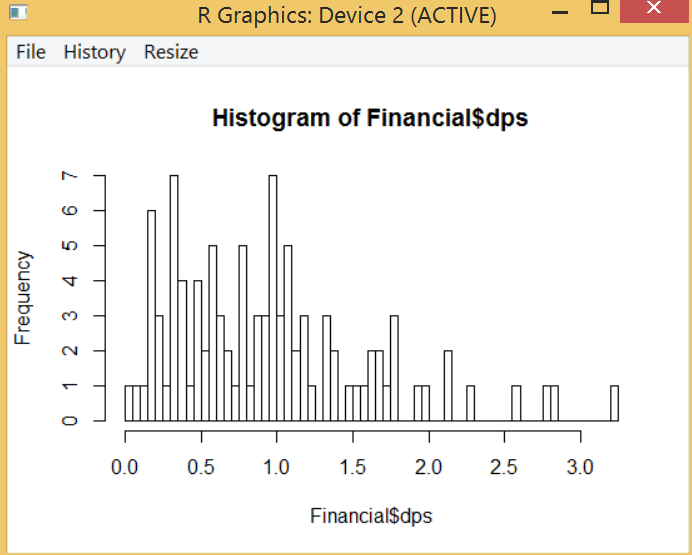 R Graphics: Device 2 (ACTIVE)
File History Resize
Histogram of Financial$dps
7
6
5
4
3
2
1
0
Frequency
0.0 0.5 1.0 1.5 2.0 2.5 3.0
Financial$dps